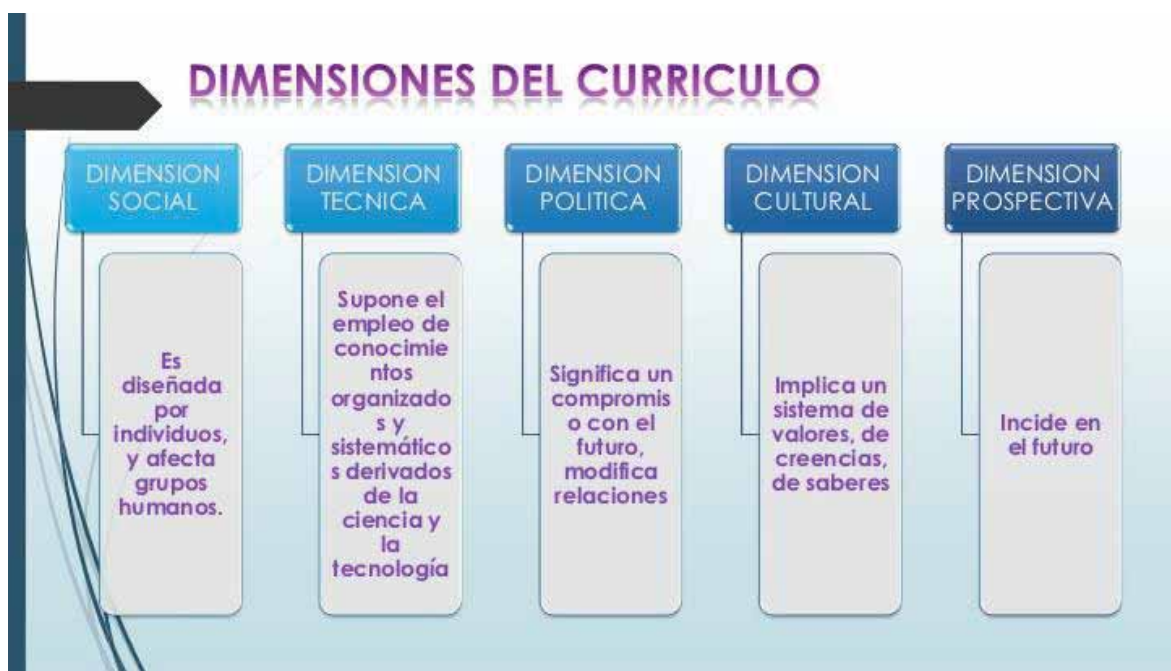 DIMENSIONES DEL CURRICULO
DIMENSION
SOCIAL
Es
diseñada
por
individuos,
y afecta
grupos
humanos.
DIMENSION
TECNICA
Supone el
empleo de
conocimie
ntos
organizado
s y
sistemático
s derivados
de la
ciencia y
la
tecnología
DIMENSION
POLITICA
Significa un
compromis
o con el
futuro,
modifica
relaciones
DIMENSION
CULTURAL
Implica un
sistema de
valores, de
creencias,
de saberes
DIMENSION
PROSPECTIVA
Incide en
el futuro